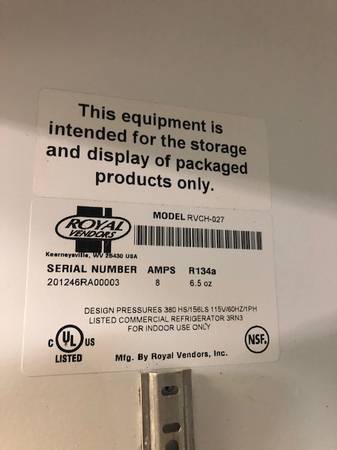 This equipment is
intended for the storage
and display of packaged
products only.
ROYAL
VENDORS
MODEL RVCH-027
Kearneysville, WV 25430 USA
SERIAL NUMBER AMPS R134a
201246RA00003 8 6.5 oz
DESIGN PRESSURES 380 HS/156LS 115V/60HZ/1PH
LISTED COMMERCIAL REFRIGERATOR 3RN3
FOR INDOOR USE ONLY
C UL US
LISTED
NSF.
Mfg. By Royal Vendors, Inc.